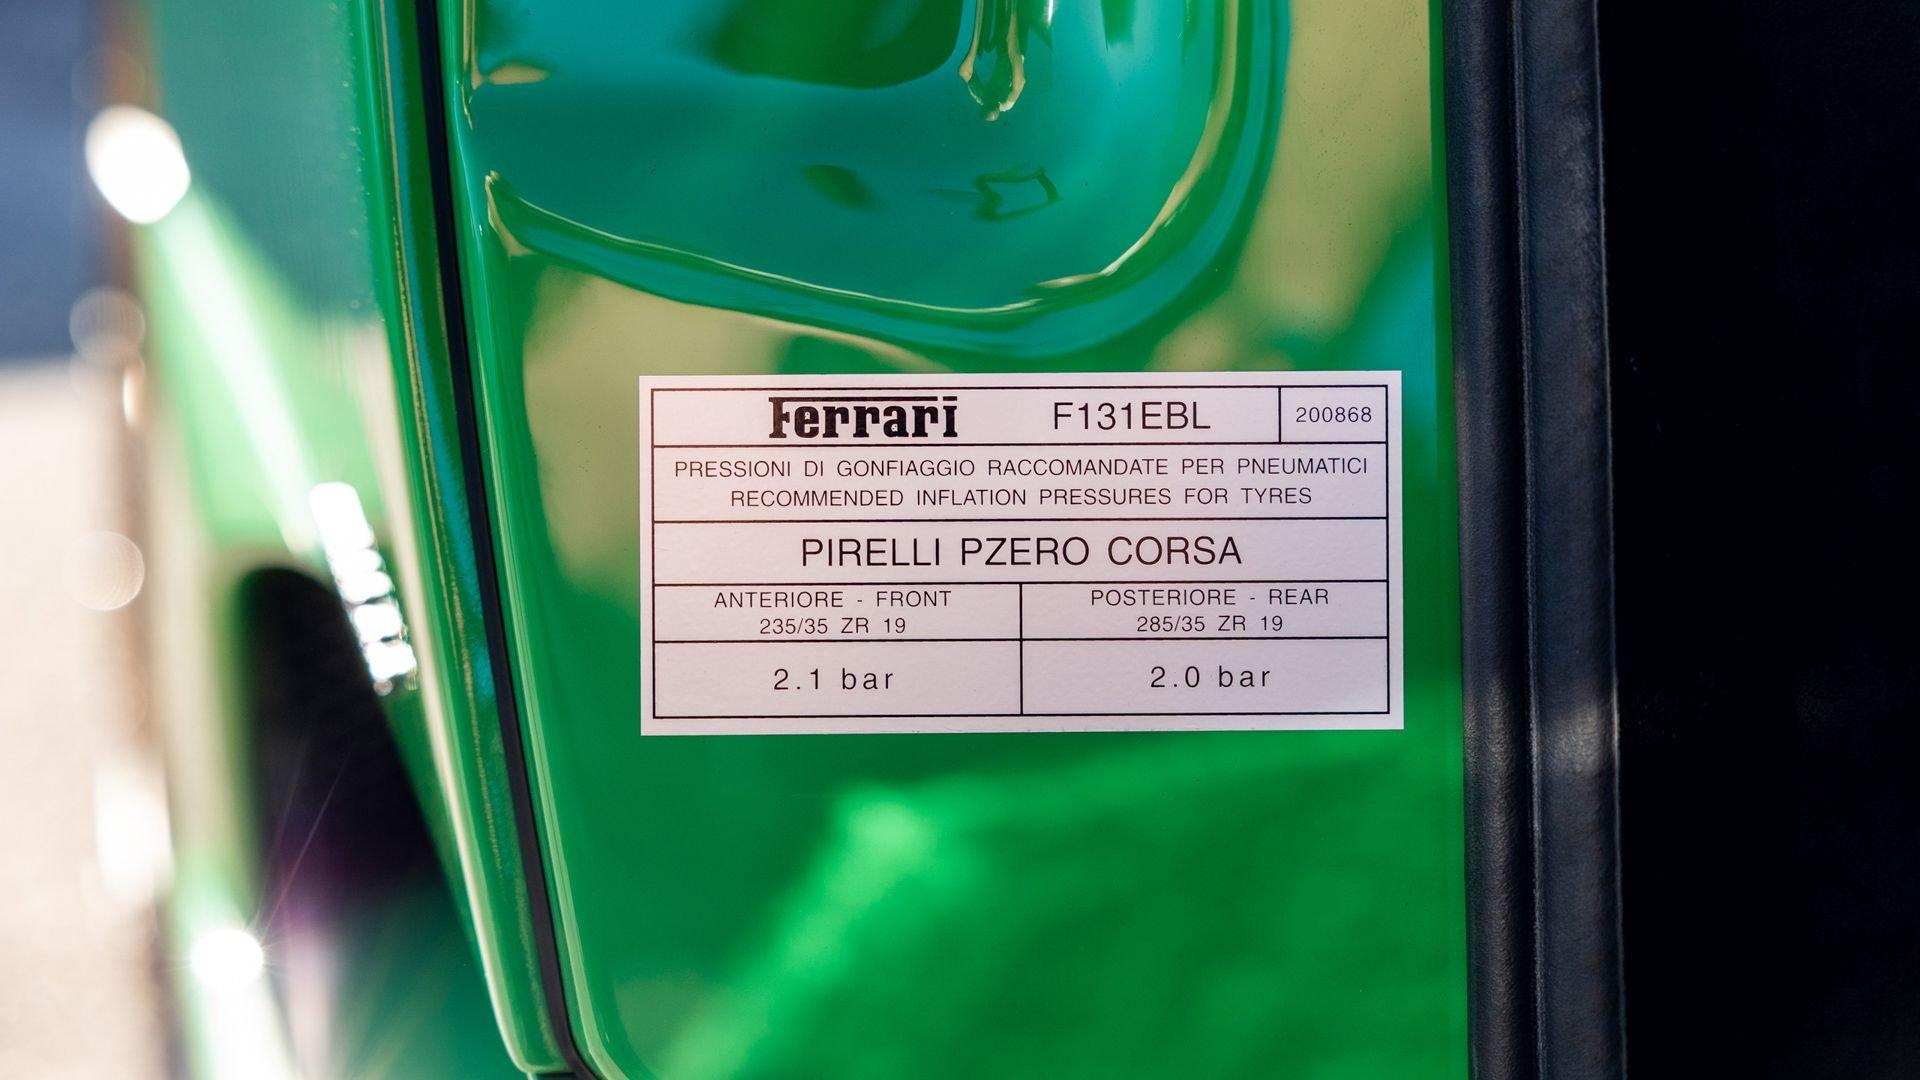 Ferrari F131EBL 200868
PRESSIONI DI GONFIAGGIO RACCOMANDATE PER PNEUMATICI
RECOMMENDED INFLATION PRESSURES FOR TYRES
PIRELLI PZERO CORSA
ANTERIORE - FRONT
235/35 ZR 19
POSTERIORE - REAR
285/35 ZR 19
2.1 bar
2.0 bar